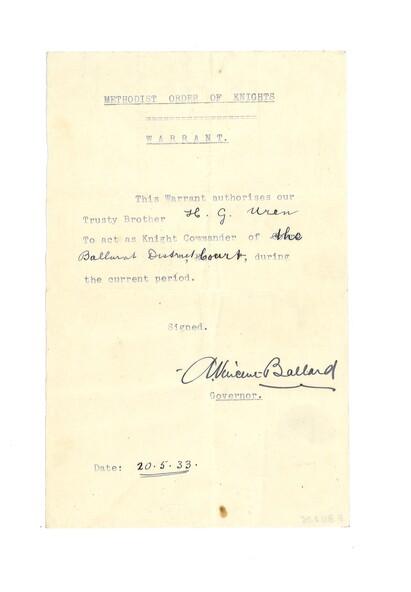 METHODIST ORDER OF KNIGHTS
===================
W A R R A N T.
This Warrant authorises our
Trusty Brother H. G. Uren
To act as Knight Commander of the
Ballarat District Court, during
the current period.
Signed.
A. Vincent Ballard
Governor.
Date: 20.5.33.